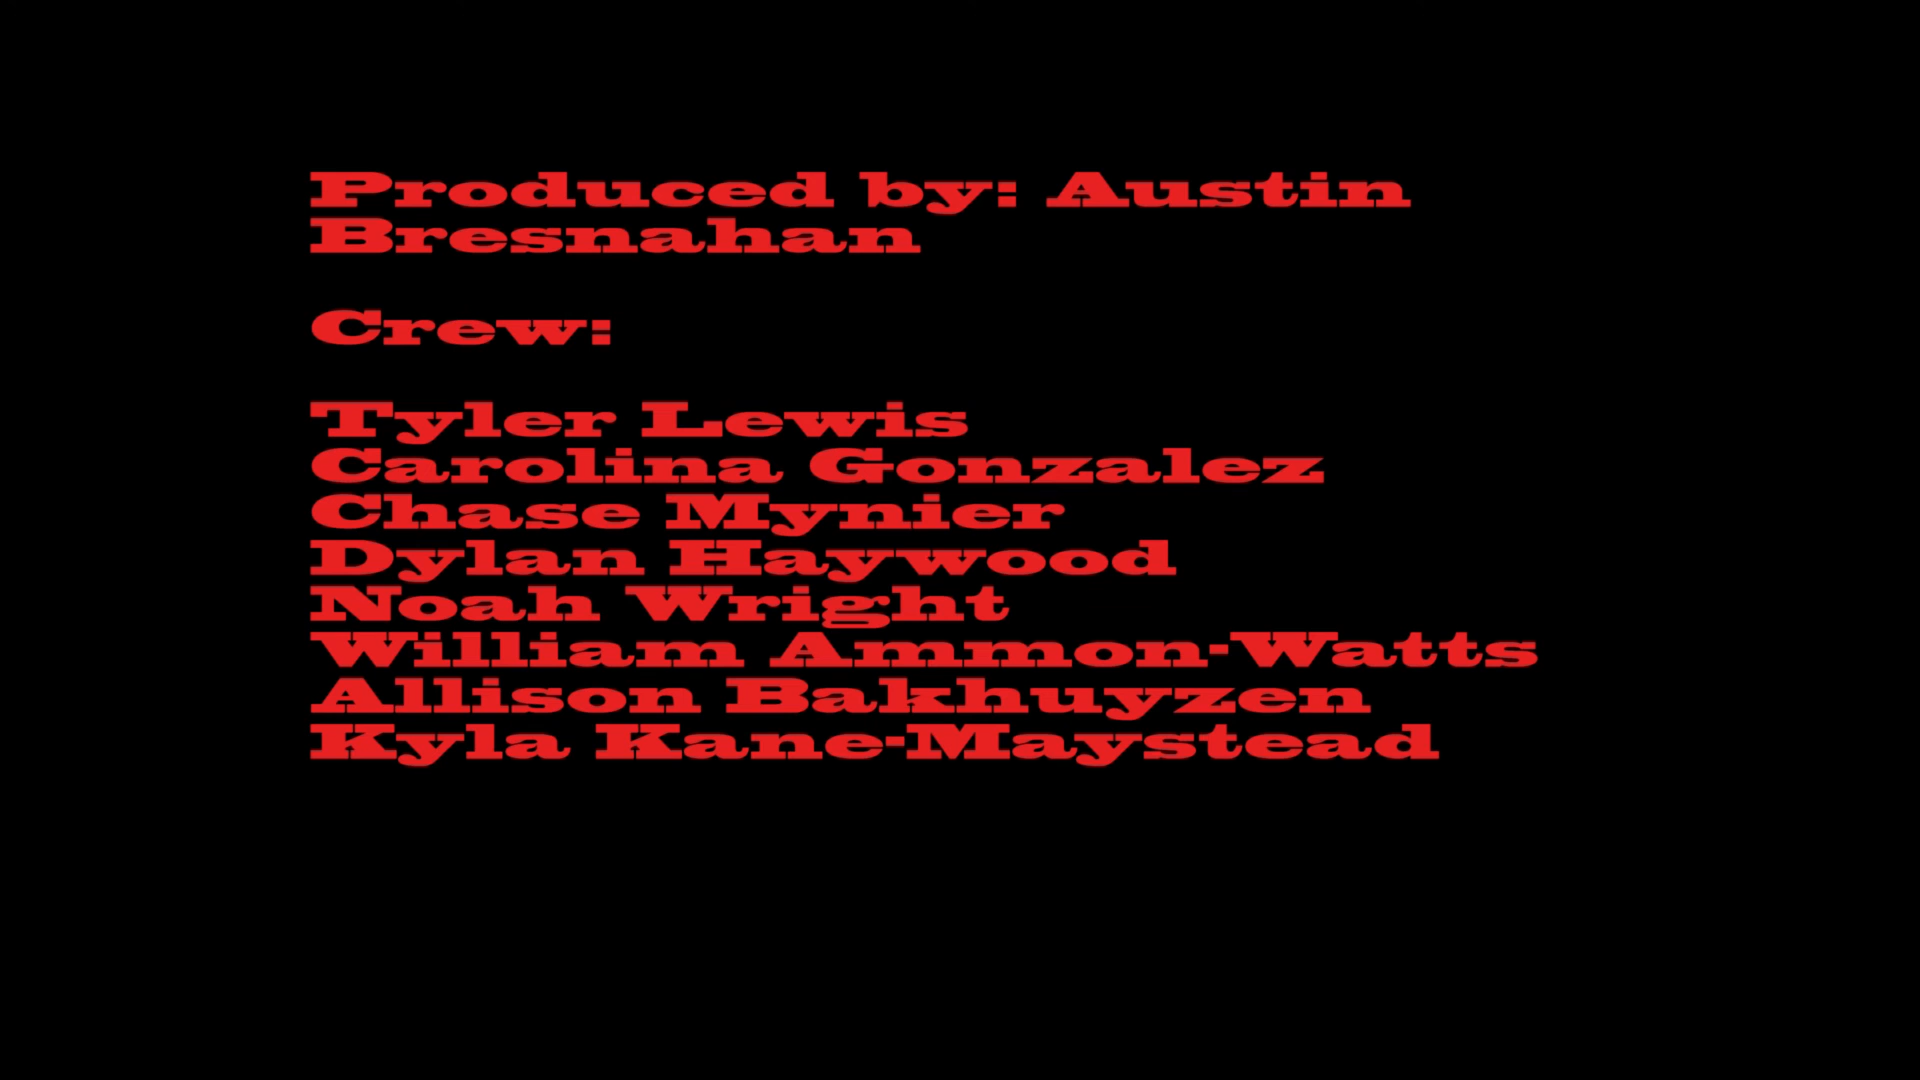 Produced by: Austin
Bresnahan
Crew:
Tyler Lewis
Carolina Gonzalez
Chase Mynier
Dylan Haywood
Noah Wright
William Ammon-Watts
Allison Bakhuyzen
Kyla Kane-Maystead